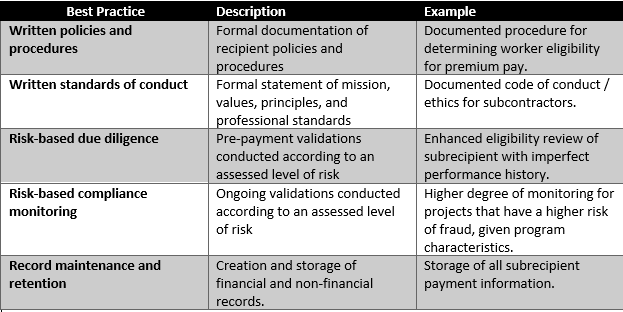 Best Practice Description Example
Written policies and procedures
Formal documentation of recipient policies and procedures
Documented procedure for determining worker eligibility for premium pay.
Written standards of conduct
Formal statement of mission, values, principles, and professional standards
Documented code of conduct / ethics for subcontractors.
Risk-based due diligence
Pre-payment validations conducted according to an assessed level of risk
Enhanced eligibility review of subrecipient with imperfect performance history.
Risk-based compliance monitoring
Ongoing validations conducted according to an assessed level of risk
Higher degree of monitoring for projects that have a higher risk of fraud, given program characteristics.
Record maintenance and retention
Creation and storage of financial and non-financial records.
Storage of all subrecipient payment information.